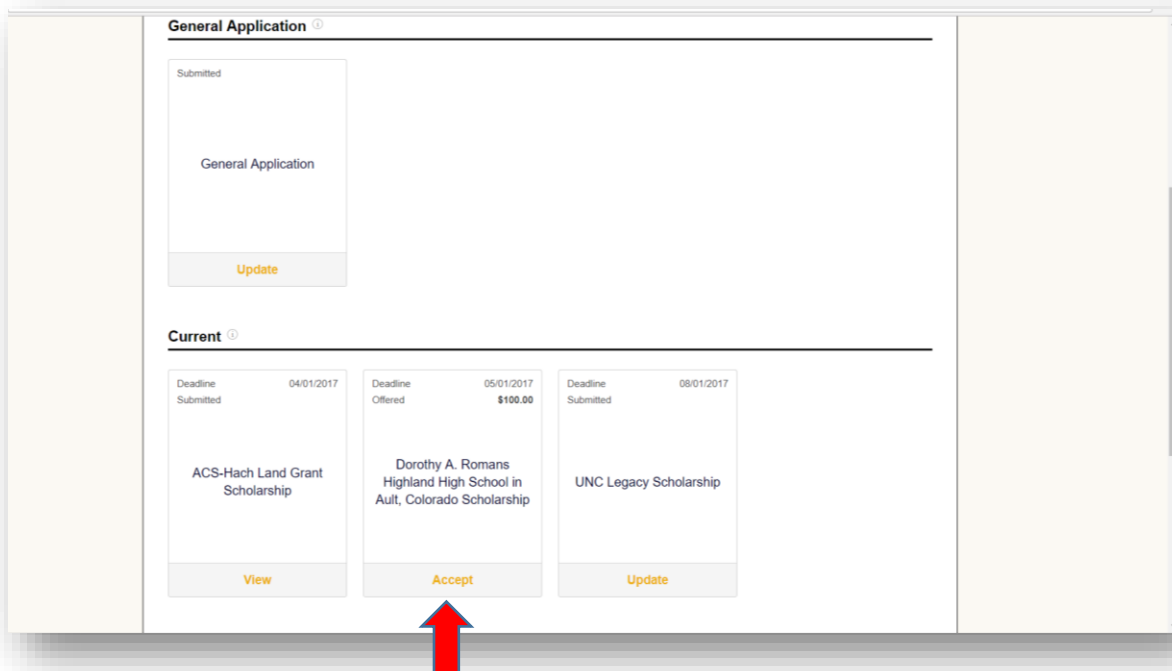 General Application
Submitted
General Application
Update
Current
Deadline 04/01/2017
Submitted
ACS-Hach Land Grant
Scholarship
View
Deadline 05/01/2017
Offered $100.00
Dorothy A. Romans
Highland High School in
Ault, Colorado Scholarship
Accept
Deadline 08/01/2017
Submitted
UNC Legacy Scholarship
Update